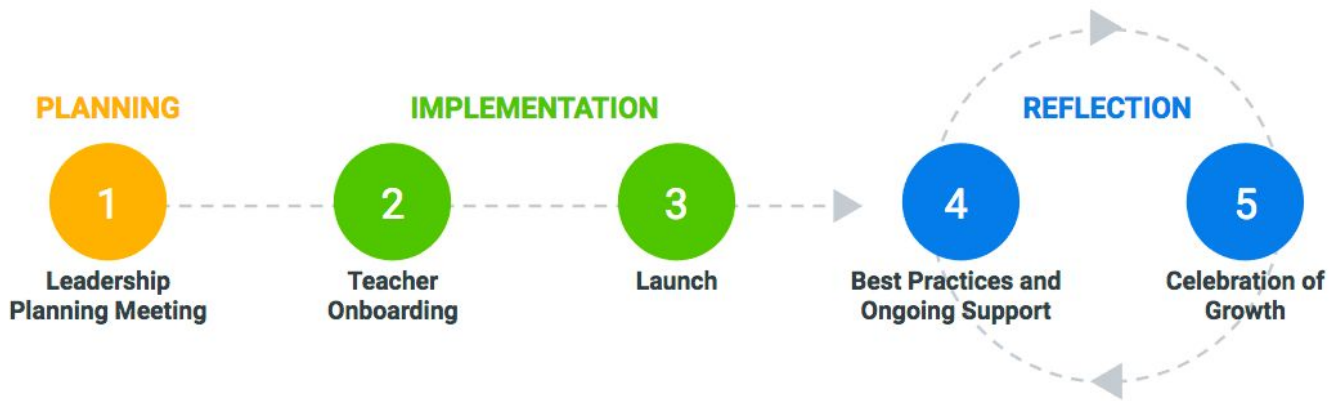 PLANNING
IMPLEMENTATION
REFLECTION
1
2
3
4
5
Leadership
Planning Meeting
Teacher
Onboarding
Launch
Best Practices and
Ongoing Support
Celebration of
Growth